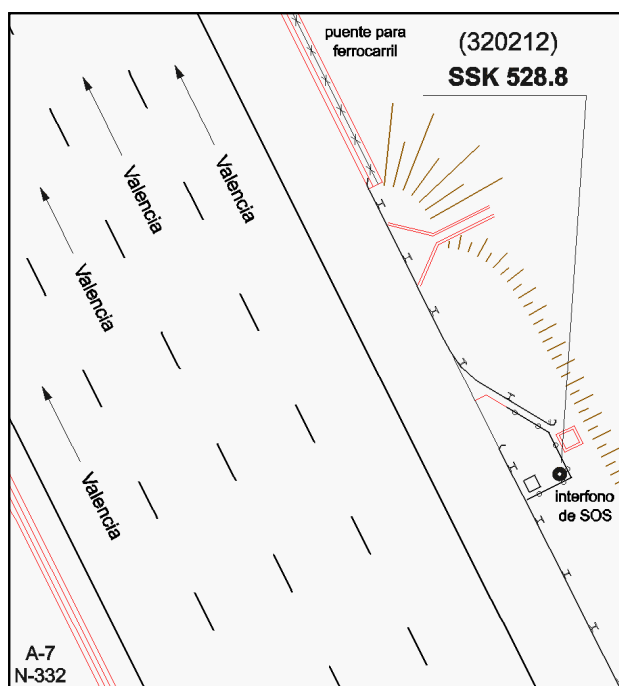 puente para
ferrocarril
(320212)
SSK 528.8
Valencia
Valencia
Valencia
Valencia
interfono
de SOS
A-7
N-332